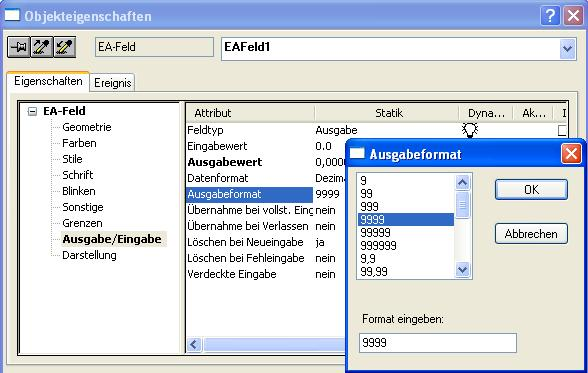 Objekteigenschaften
EA-Feld
EAFeld1
Eigenschaften
Ereignis
EA-Feld
Geometrie
Farben
Stile
Schrift
Blinken
Sonstige
Grenzen
Ausgabe/Eingabe
Darstellung
Attribut Statik Dyna... Ak... I
Feldtyp Ausgabe
Eingabewert 0.0
Ausgabewert 0,0000
Datenformat Dezima
Ausgabeformat 9999
Übernahme bei vollst. Eing nein
Übernahme bei Verlassen nein
Löschen bei Neueingabe ja
Löschen bei Fehleingabe nein
Verdeckte Eingabe nein
Ausgabeformat
9
99
999
9999
99999
999999
9,9
99,99
OK
Abbrechen
Format eingeben:
9999